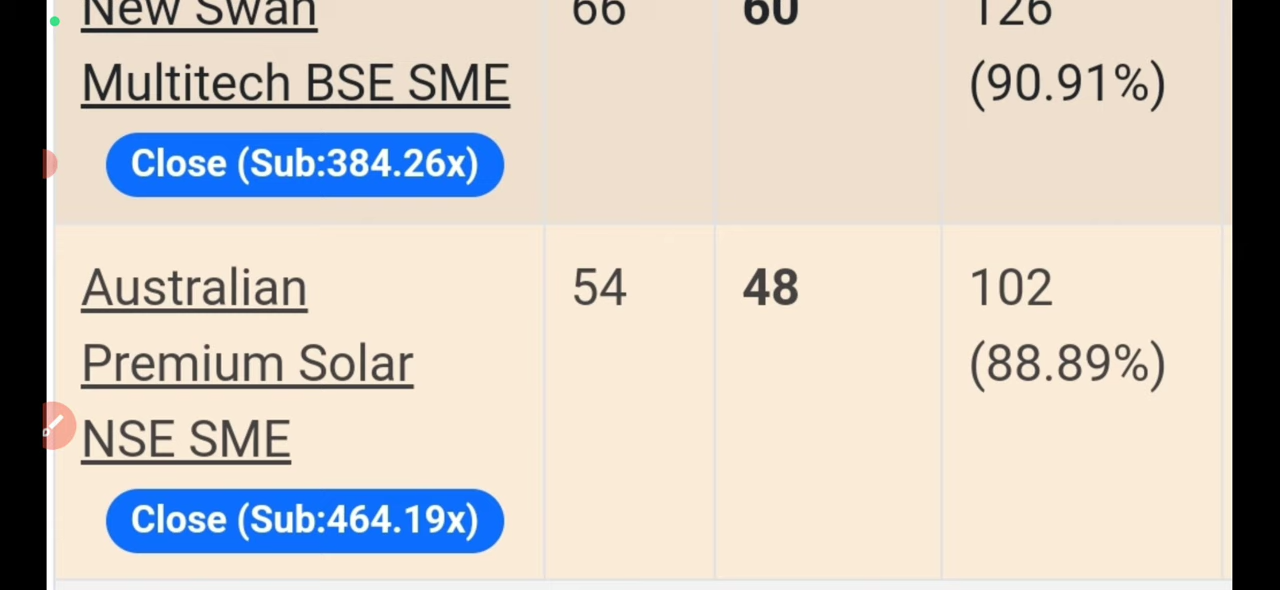 New Swan
Multitech BSE SME
Close (Sub:384.26x)
66
60
126
(90.91%)
Australian
Premium Solar
NSE SME
Close (Sub:464.19x)
54
48
102
(88.89%)